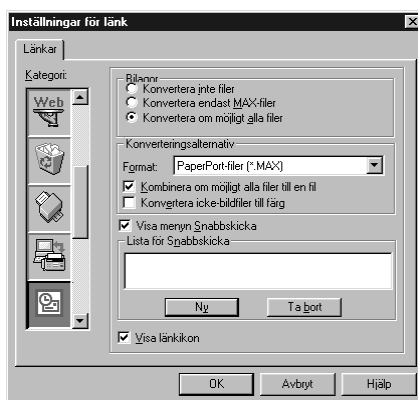 Inställningar för länk
Länkar
Kategori:
Web
Bilagor
Konvertera inte filer
Konvertera endast MAX-filer
Konvertera om möjligt alla filer
Konverteringsalternativ
Format: PaperPort-filer (*.MAX)
Kombinera om möjligt alla filer till en fil
Konvertera icke-bildfiler till färg
Visa menyn Snabbskicka
Lista för Snabbskicka
Ny Ta bort
Visa länkikon
OK Avbryt Hjälp